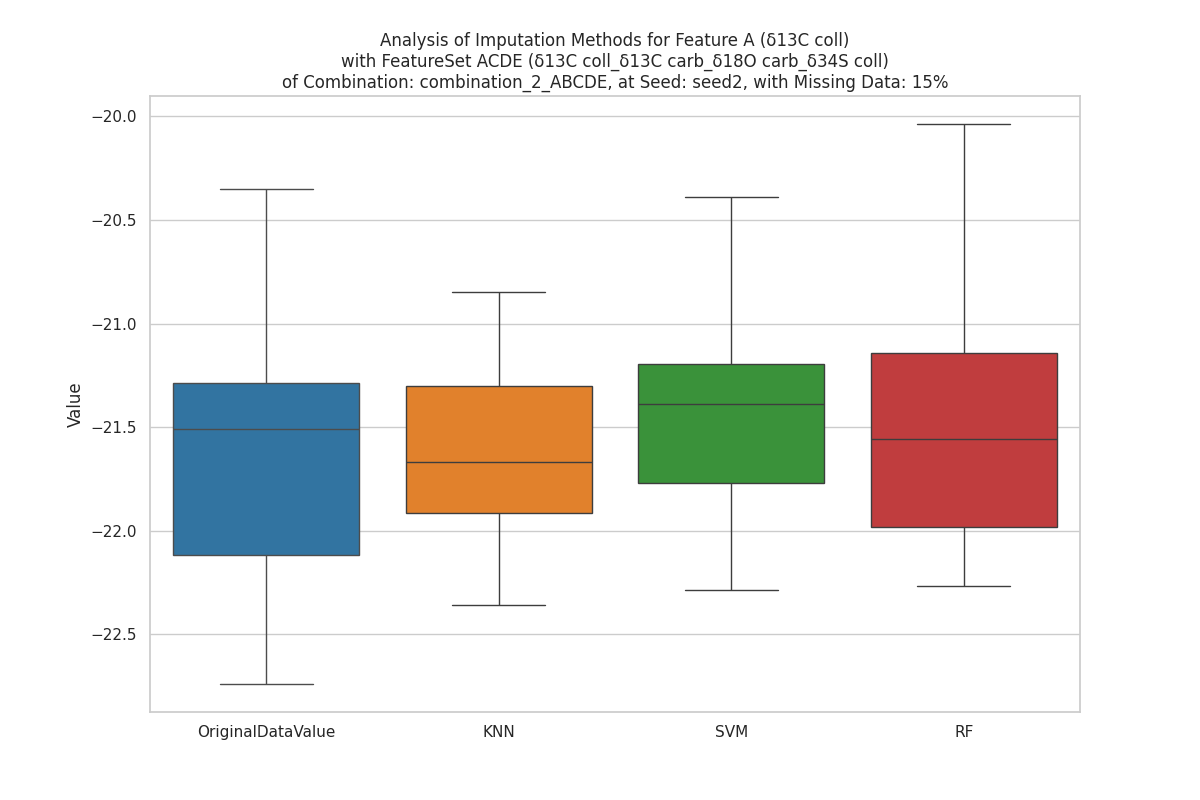 Analysis of Imputation Methods for Feature A (δ13C coll)
with FeatureSet ACDE (δ13C coll_δ13C carb_δ18O carb_δ34S coll)
of Combination: combination_2_ABCDE, at Seed: seed2, with Missing Data: 15%
−20.0
−20.5
−21.0
−21.5
−22.0
−22.5
Value
OriginalDataValue
KNN
SVM
RF